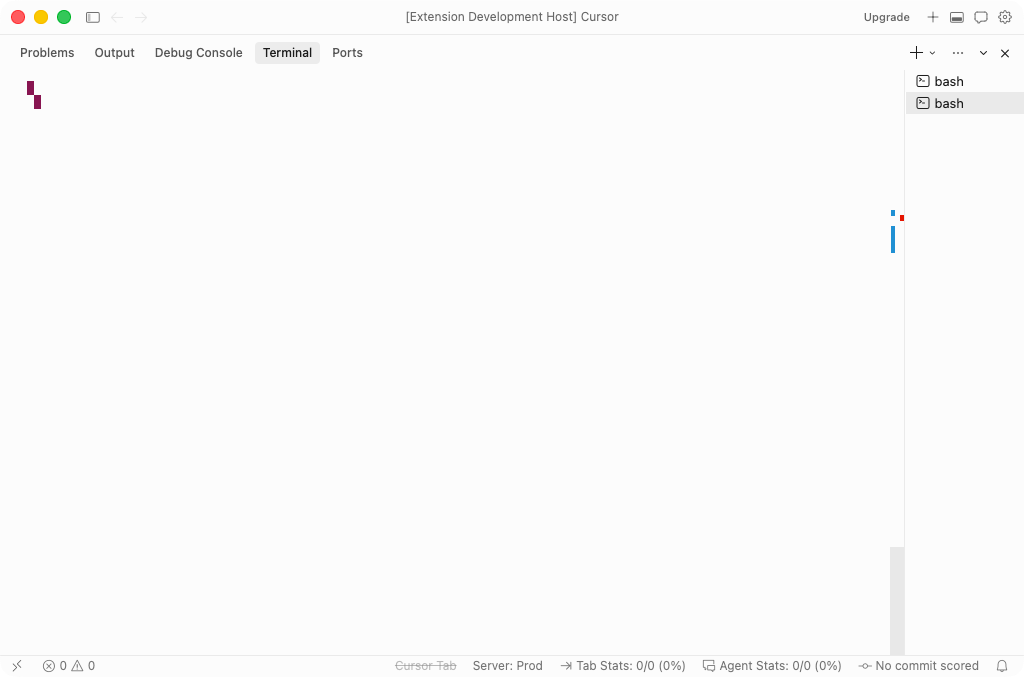 [Extension Development Host] Cursor
Upgrade
Problems
Output
Debug Console
Terminal
Ports
bash
bash
0
0
Cursor Tab
Server: Prod
Tab Stats: 0/0 (0%)
Agent Stats: 0/0 (0%)
No commit scored